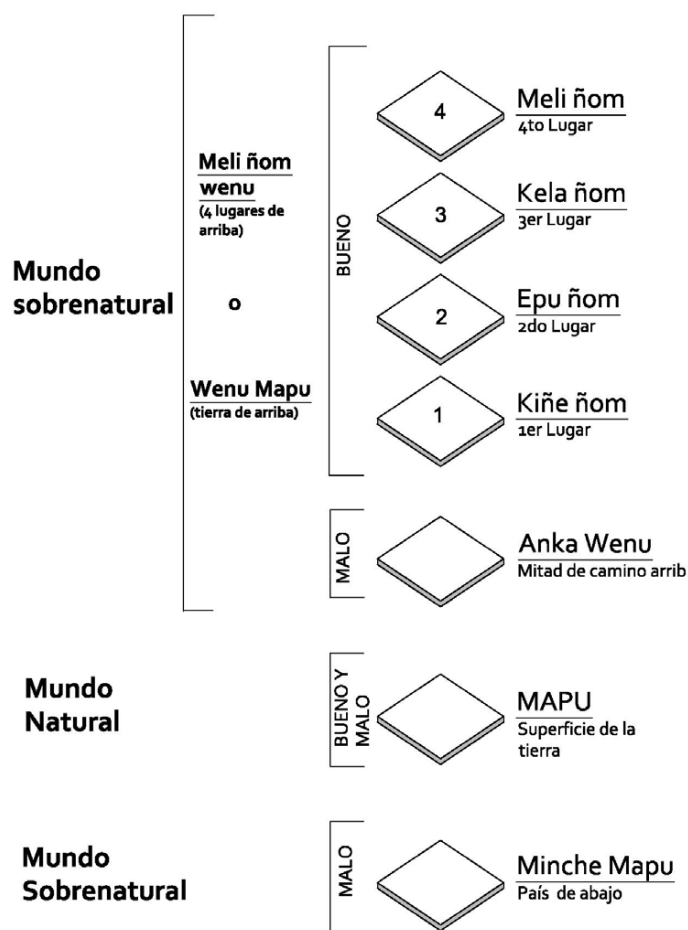 Mundo
sobrenatural
Meli ñom
wenu
(4 lugares de
arriba)
o
Wenu Mapu
(tierra de arriba)
BUENO
4
Meli ñom
4to Lugar
3
Kela ñom
3er Lugar
2
Epu ñom
2do Lugar
1
Kiñe ñom
1er Lugar
MALO
Anka Wenu
Mitad de camino arrib
Mundo
Natural
BUENO Y
MALO
MAPU
Superficie de la
tierra
Mundo
Sobrenatural
MALO
Minche Mapu
País de abajo